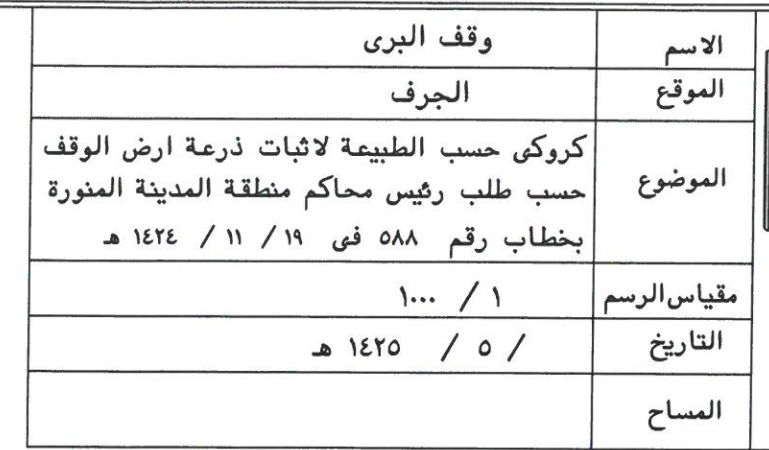 الاسم وقف البرى
الموقع الجرف
الموضوع كروكى حسب الطبيعة لاثبات ذرعة ارض الوقف
حسب طلب رئيس محاكم منطقة المدينة المنورة
بخطاب رقم ٥٨٨ فى ١٩ / ١١ / ١٤٢٤ هـ
مقياس الرسم ١ / ١٠٠٠
التاريخ / ٥ / ١٤٢٥ هـ
المساح